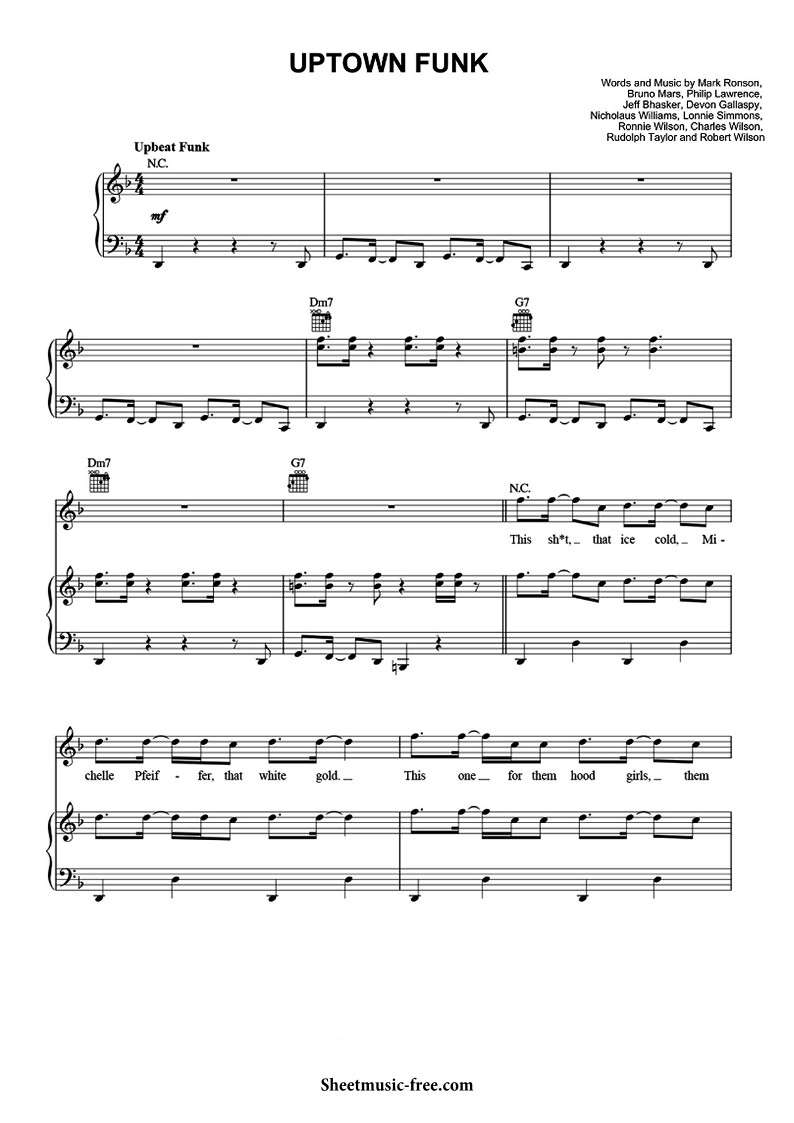 UPTOWN FUNK
Words and Music by Mark Ronson,
Bruno Mars, Philip Lawrence,
Jeff Bhasker, Devon Gallaspy,
Nicholaus Williams, Lonnie Simmons,
Ronnie Wilson, Charles Wilson,
Rudolph Taylor and Robert Wilson
Upbeat Funk
N.C.
mf
Dm7 G7
Dm7 G7 N.C.
This sh*t, that ice cold, Mi -
chelle Pfeif - fer, that white gold. This one for them hood girls, them
Sheetmusic-free.com